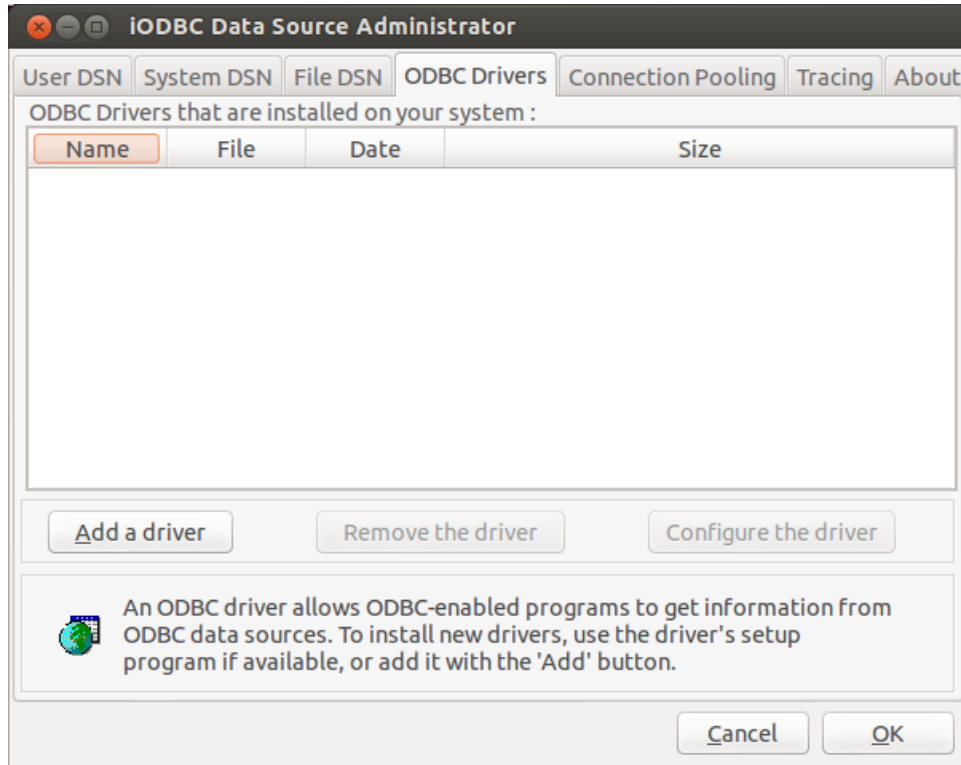 iODBC Data Source Administrator
User DSN System DSN File DSN ODBC Drivers Connection Pooling Tracing About
ODBC Drivers that are installed on your system :
Name File Date Size
Add a driver Remove the driver Configure the driver
An ODBC driver allows ODBC-enabled programs to get information from
ODBC data sources. To install new drivers, use the driver's setup
program if available, or add it with the 'Add' button.
Cancel OK